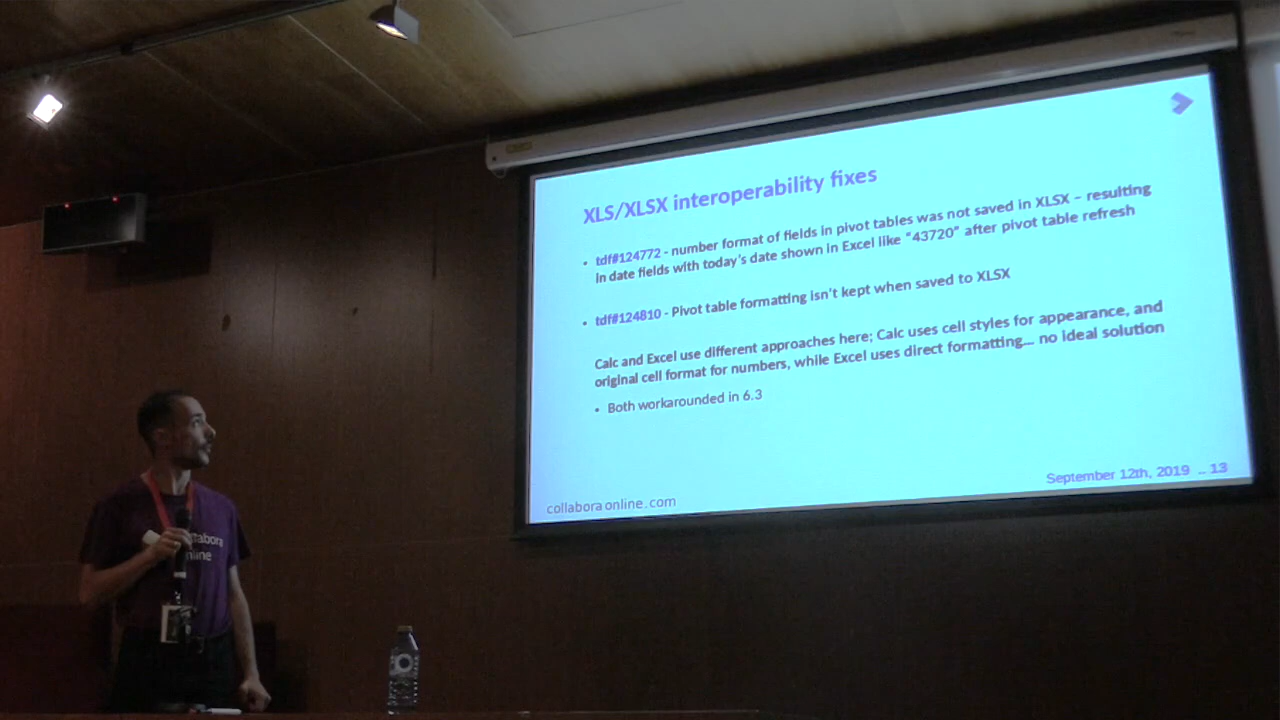 XLS/XLSX interoperability fixes
• tdf#124772 - number format of fields in pivot tables was not saved in XLSX – resulting
in date fields with today's date shown in Excel like "43720" after pivot table refresh
• tdf#124810 - Pivot table formatting isn't kept when saved to XLSX
Calc and Excel use different approaches here; Calc uses cell styles for appearance, and
original cell format for numbers, while Excel uses direct formatting... no ideal solution
• Both workarounded in 6.3
September 12th, 2019 .. 13
collaboraonline.com